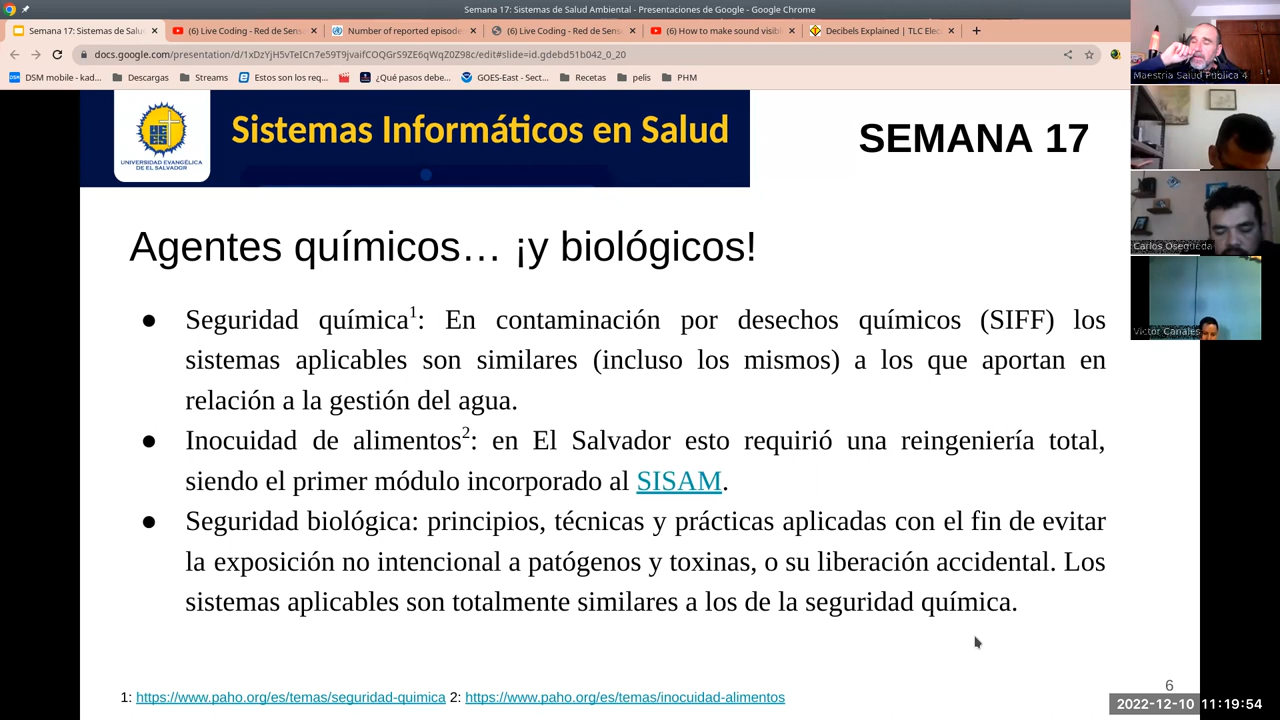 Semana 17: Sistemas de Salud Ambiental - Presentaciones de Google - Google Chrome
Semana 17: Sistemas de Salu
(6) Live Coding - Red de Sens
Number of reported episode
(6) Live Coding - Red de Sens
(6) How to make sound visibl
Decibels Explained | TLC Elec
docs.google.com/presentation/d/1xDzYjH5vTeICn7e59T9jvaifCOQGrS9ZE6qWqZ0Z98c/edit#slide=id.gdebd51b042_0_20
DSM mobile - kad...
Descargas
Streams
Estos son los req...
¿Qué pasos debe...
GOES-East - Sect...
Recetas
pelis
PHM
Maestria Salud Publica 4
UNIVERSIDAD EVANGÉLICA
DE EL SALVADOR
Sistemas Informáticos en Salud
SEMANA 17
Carlos Osegueda
Victor Canales
Agentes químicos… ¡y biológicos!
● Seguridad química1: En contaminación por desechos químicos (SIFF) los
sistemas aplicables son similares (incluso los mismos) a los que aportan en
relación a la gestión del agua.
● Inocuidad de alimentos2: en El Salvador esto requirió una reingeniería total,
siendo el primer módulo incorporado al SISAM.
● Seguridad biológica: principios, técnicas y prácticas aplicadas con el fin de evitar
la exposición no intencional a patógenos y toxinas, o su liberación accidental. Los
sistemas aplicables son totalmente similares a los de la seguridad química.
1: https://www.paho.org/es/temas/seguridad-quimica 2: https://www.paho.org/es/temas/inocuidad-alimentos
6
2022-12-10 11:19:54